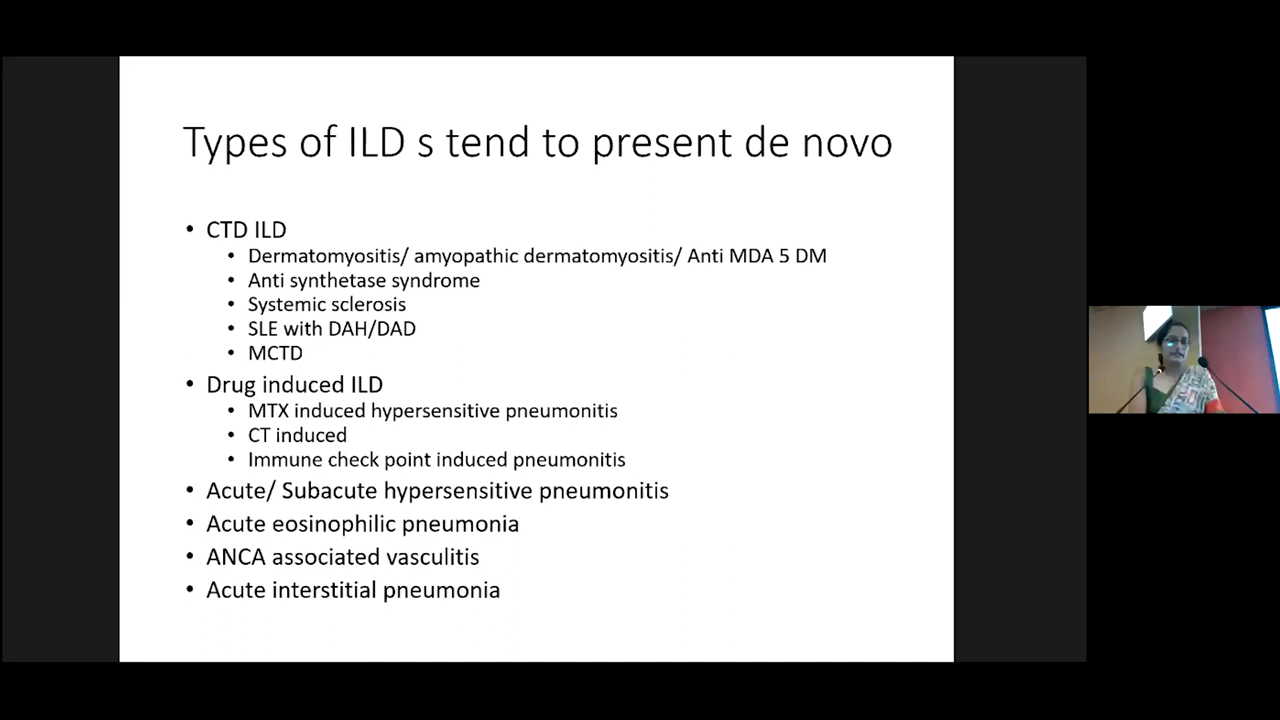 Types of ILD s tend to present de novo
• CTD ILD
• Dermatomyositis/ amyopathic dermatomyositis/ Anti MDA 5 DM
• Anti synthetase syndrome
• Systemic sclerosis
• SLE with DAH/DAD
• MCTD
• Drug induced ILD
• MTX induced hypersensitive pneumonitis
• CT induced
• Immune check point induced pneumonitis
• Acute/ Subacute hypersensitive pneumonitis
• Acute eosinophilic pneumonia
• ANCA associated vasculitis
• Acute interstitial pneumonia